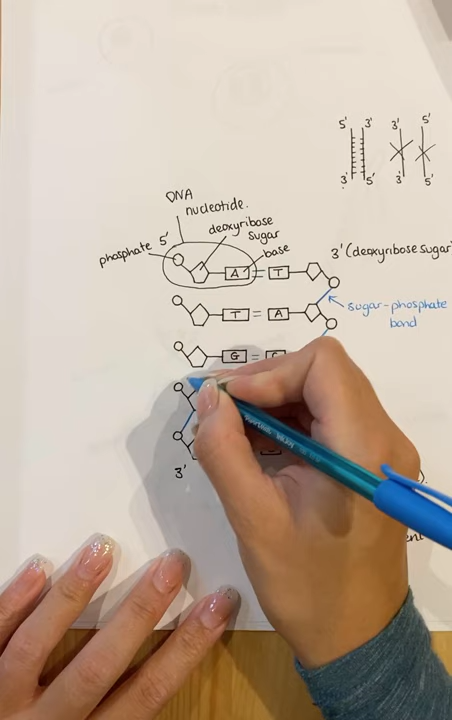 5' 3' 3' 5'
3' 5' 3' 5'
DNA
nucleotide.
deoxyribose
sugar
phosphate 5'
base
3' (deoxyribose sugar)
A = T
sugar-phosphate
bond
T = A
G =
3'